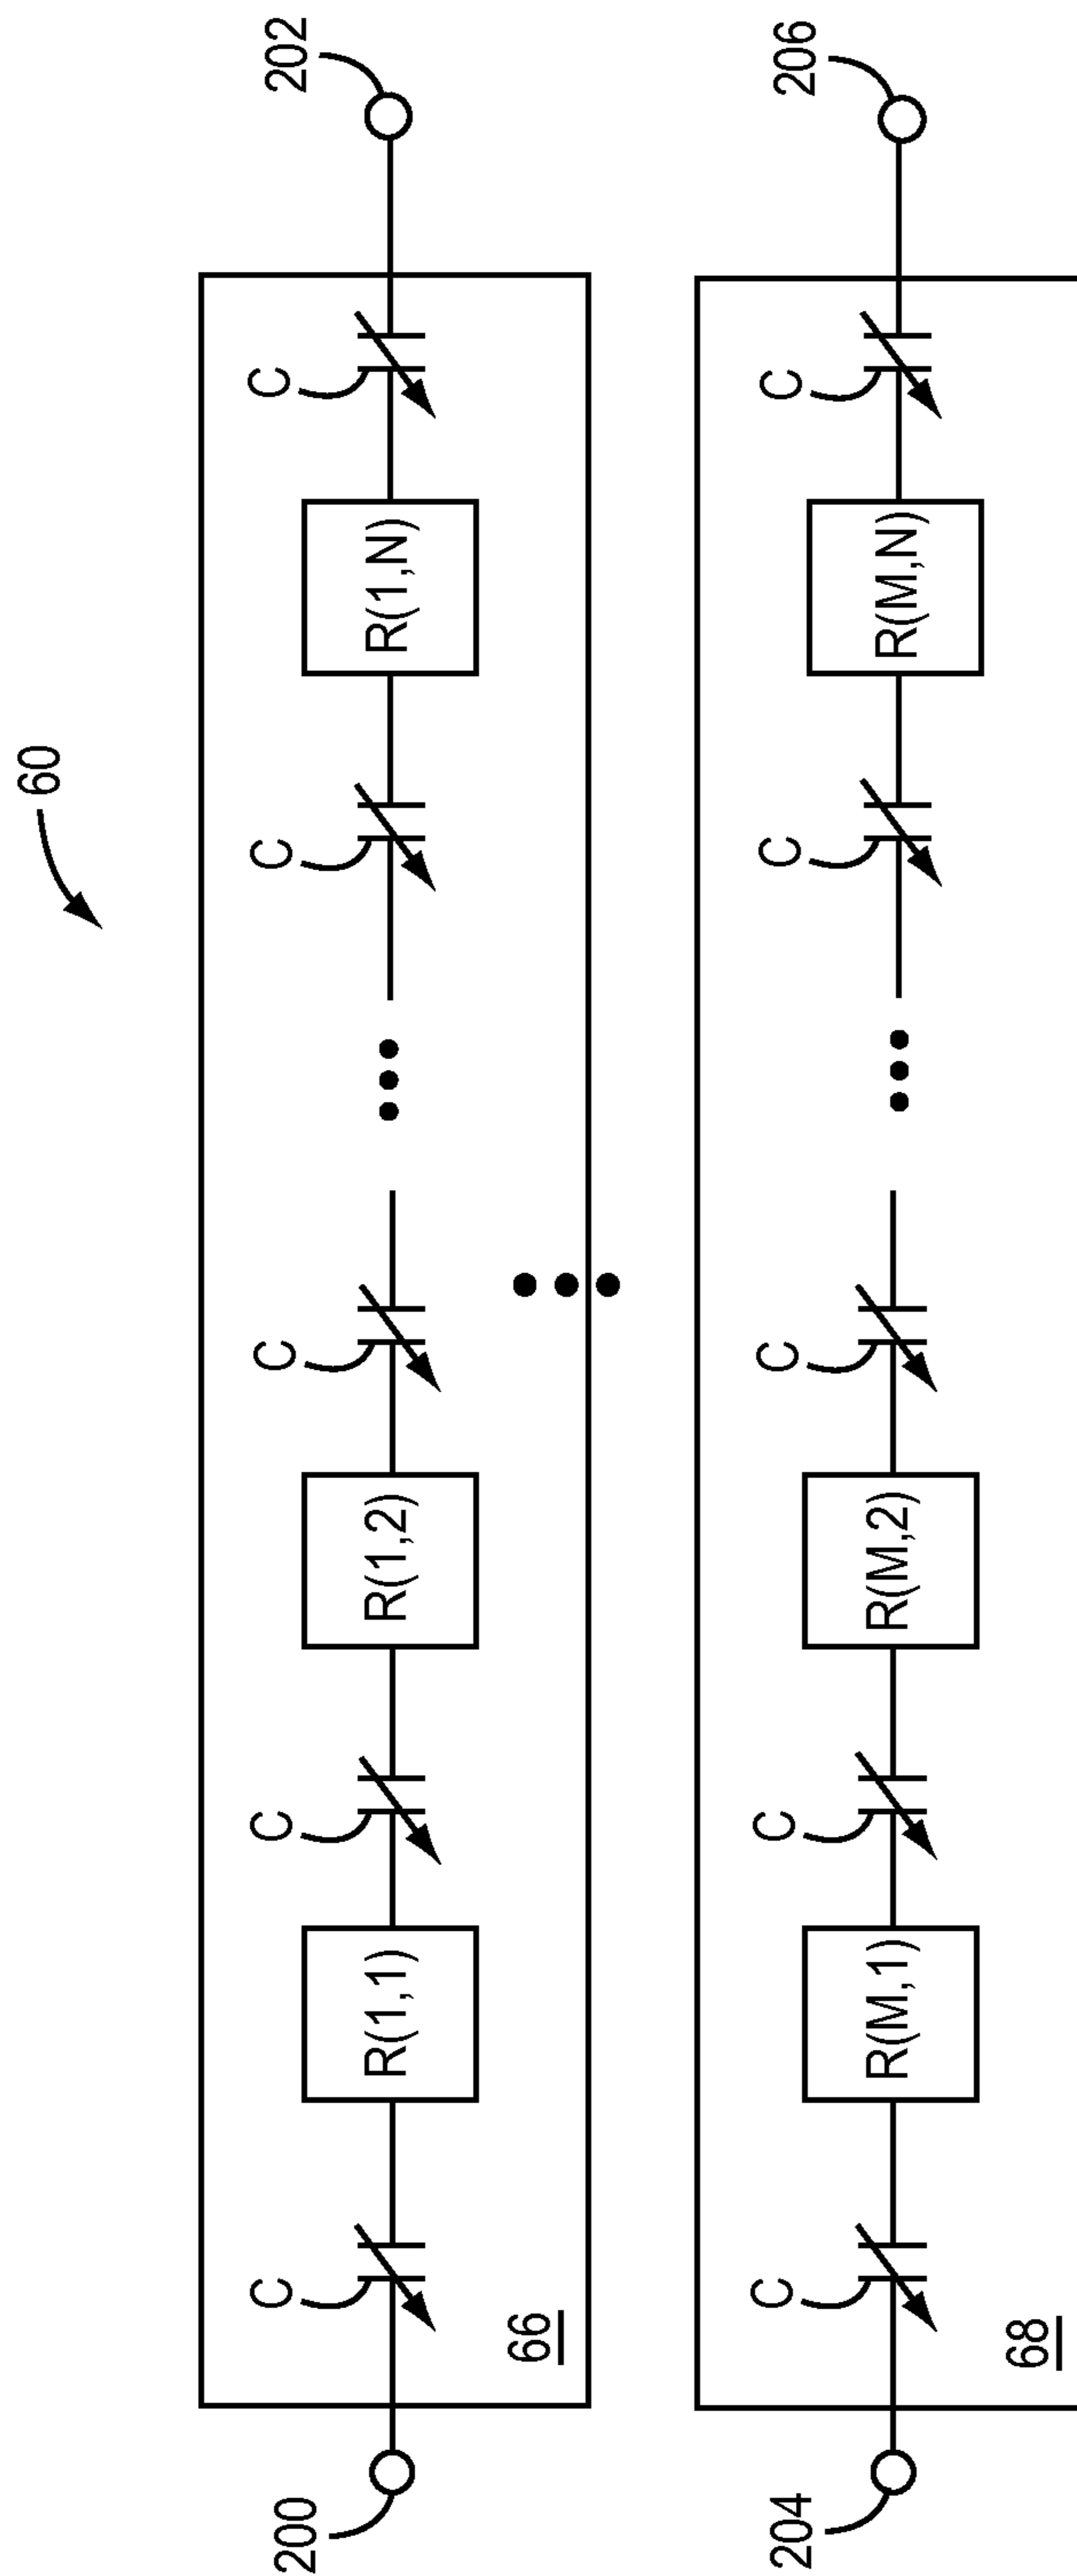 60
C
C
C
C
C
200
R(1,1)
R(1,2)
R(1,N)
202
66
C
C
C
C
C
204
R(M,1)
R(M,2)
R(M,N)
206
68